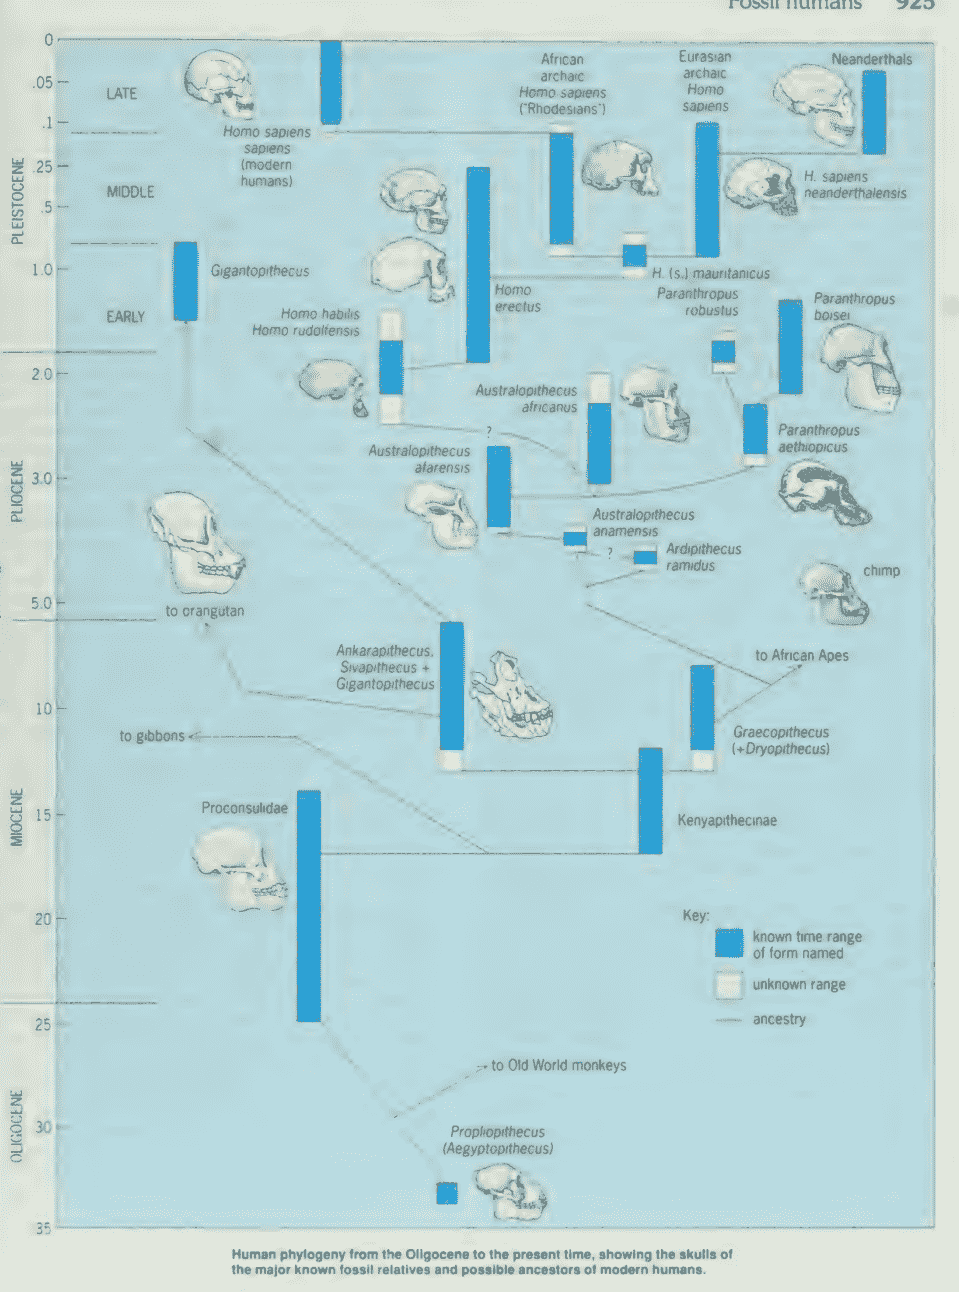 Fossil humans 925
0
.05
.1
.25
.5
1.0
2.0
3.0
5.0
10
15
20
25
30
35
LATE
MIDDLE
EARLY
PLEISTOCENE
PLIOCENE
MIOCENE
OLIGOCENE
Homo sapiens
sapiens
(modern
humans)
African
archaic
Homo sapiens
("Rhodesians")
Eurasian
archaic
Homo
sapiens
Neanderthals
H. sapiens
neanderthalensis
Gigantopithecus
Homo
erectus
H. (s.) mauritanicus
Homo habilis
Homo rudolfensis
Paranthropus
robustus
Paranthropus
boisei
Australopithecus
africanus
?
Paranthropus
aethiopicus
Australopithecus
afarensis
Australopithecus
anamensis
?
Ardipithecus
ramidus
chimp
to orangutan
to African Apes
Ankarapithecus,
Sivapithecus +
Gigantopithecus
to gibbons
Graecopithecus
(+Dryopithecus)
Proconsulidae
Kenyapithecinae
Key:
known time range
of form named
unknown range
ancestry
to Old World monkeys
Propliopithecus
(Aegyptopithecus)
Human phylogeny from the Oligocene to the present time, showing the skulls of
the major known fossil relatives and possible ancestors of modern humans.